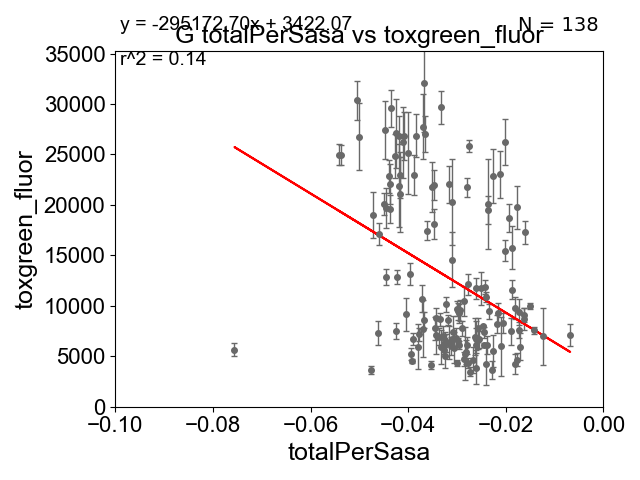 y = -295172.70x + 3422.07
N = 138
G totalPerSasa vs toxgreen_fluor
r^2 = 0.14
35000
30000
25000
20000
15000
10000
5000
0
toxgreen_fluor
−0.10 −0.08 −0.06 −0.04 −0.02 0.00
totalPerSasa